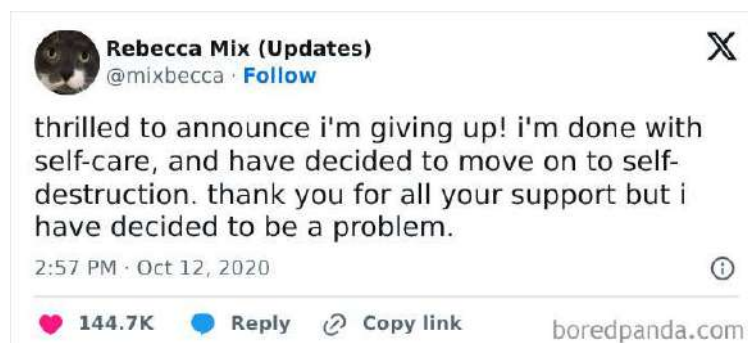 Rebecca Mix (Updates)
@mixbecca · Follow
thrilled to announce i'm giving up! i'm done with
self-care, and have decided to move on to self-
destruction. thank you for all your support but i
have decided to be a problem.
2:57 PM · Oct 12, 2020
144.7K Reply Copy link
boredpanda.com